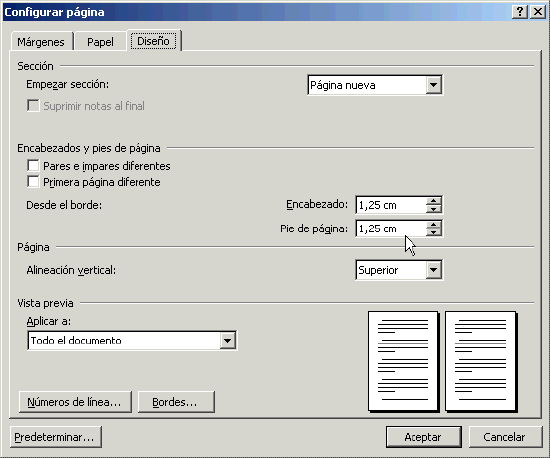 Configurar página
Márgenes Papel Diseño
Sección
Empezar sección: Página nueva
Suprimir notas al final
Encabezados y pies de página
Pares e impares diferentes
Primera página diferente
Desde el borde: Encabezado: 1,25 cm
Pie de página: 1,25 cm
Página
Alineación vertical: Superior
Vista previa
Aplicar a:
Todo el documento
Números de línea... Bordes...
Predeterminar... Aceptar Cancelar